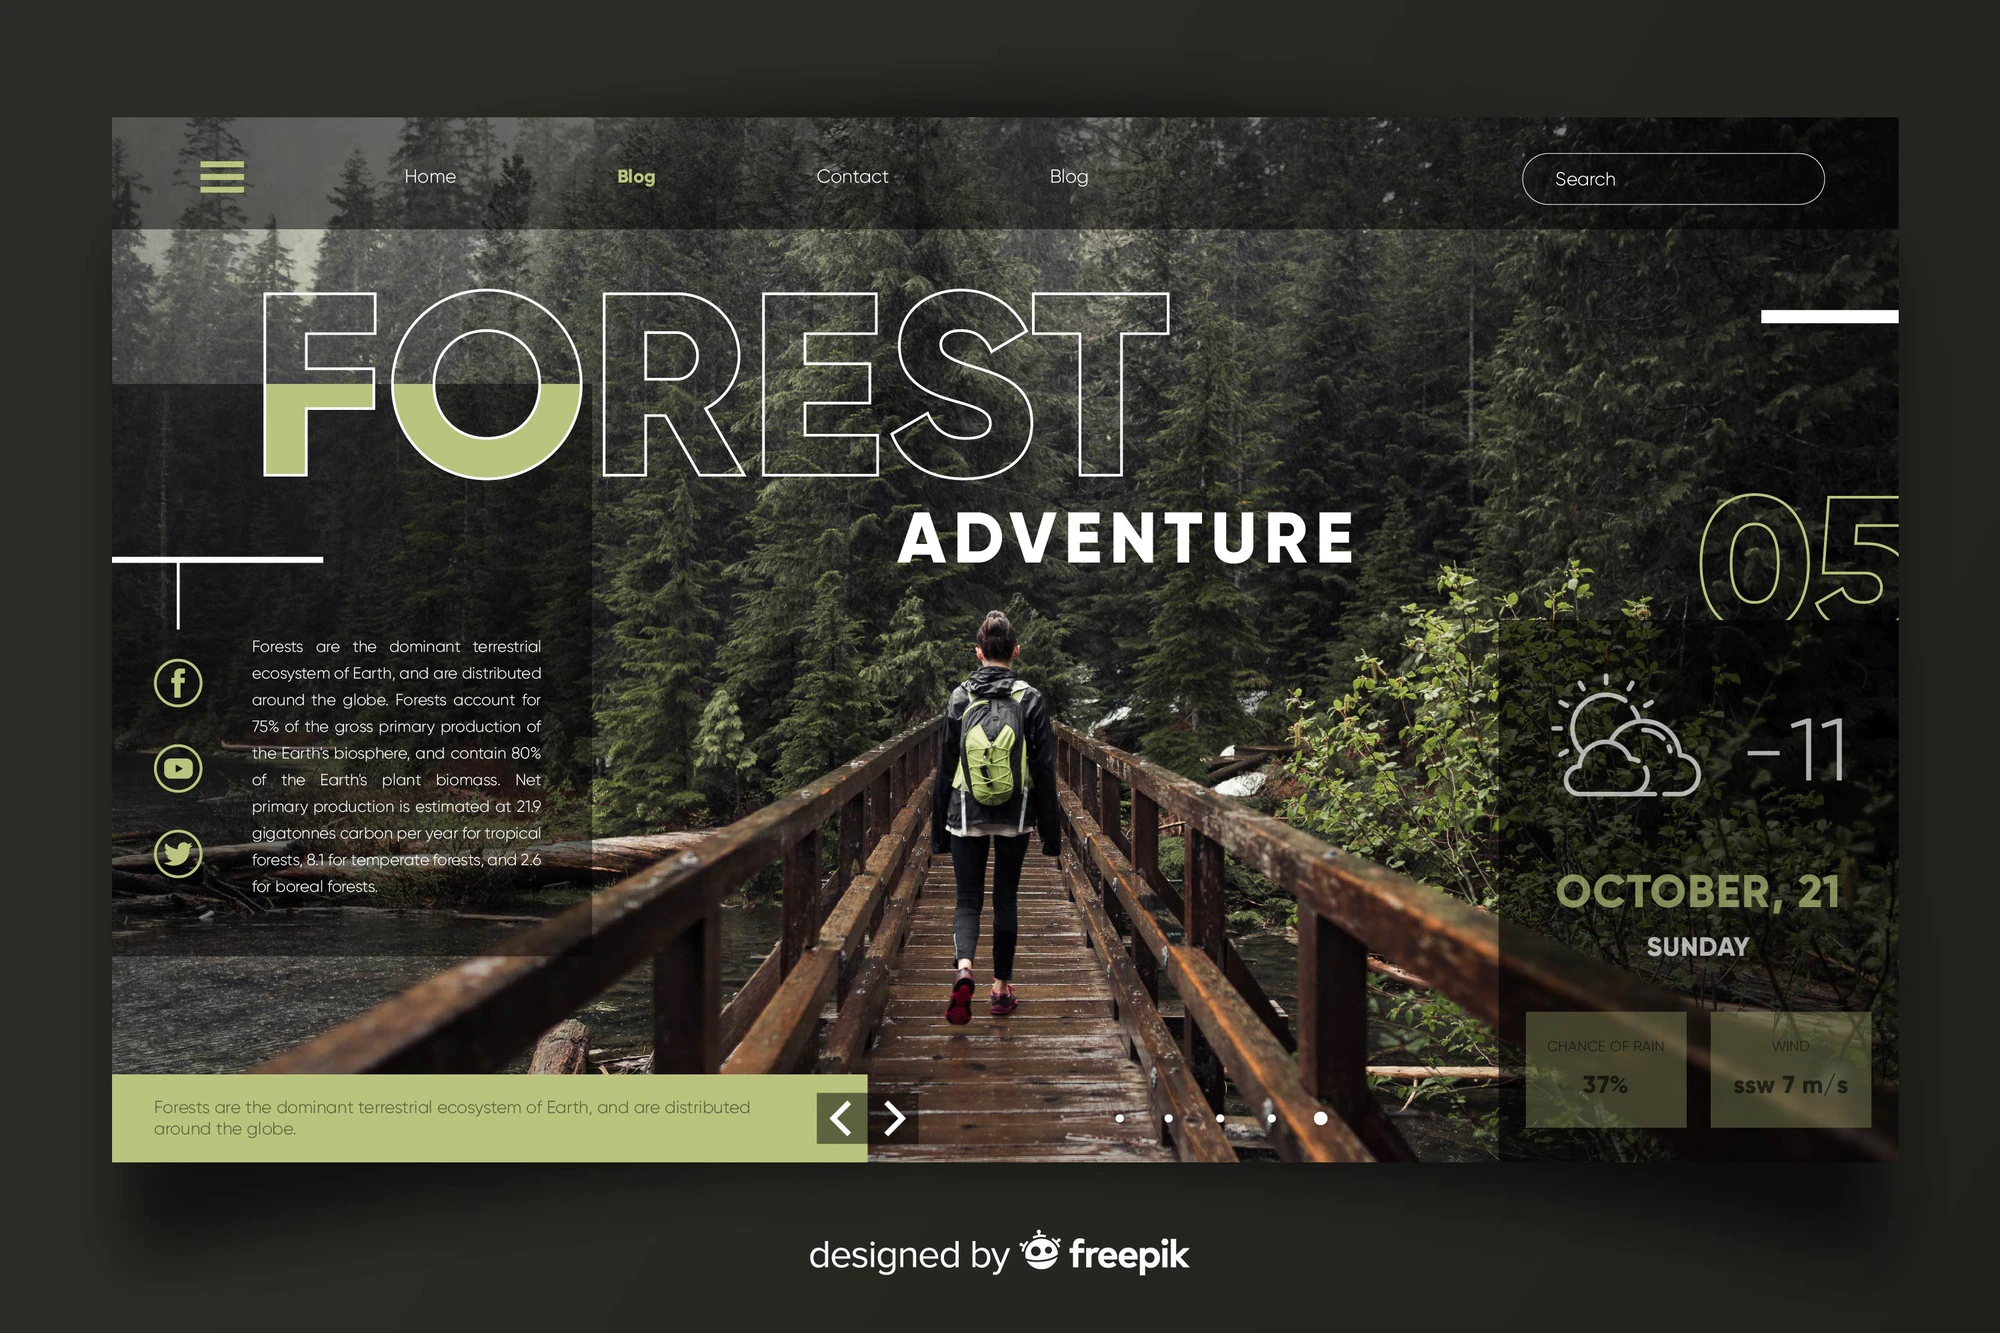 Home Blog Contact Blog Search
FOREST
ADVENTURE
05
Forests are the dominant terrestrial
ecosystem of Earth, and are distributed
around the globe. Forests account for
75% of the gross primary production of
the Earth's biosphere, and contain 80%
of the Earth's plant biomass. Net
primary production is estimated at 21.9
gigatonnes carbon per year for tropical
forests, 8.1 for temperate forests, and 2.6
for boreal forests.
-11
OCTOBER, 21
SUNDAY
CHANCE OF RAIN
37%
WIND
ssw 7 m/s
Forests are the dominant terrestrial ecosystem of Earth, and are distributed
around the globe.
designed by freepik